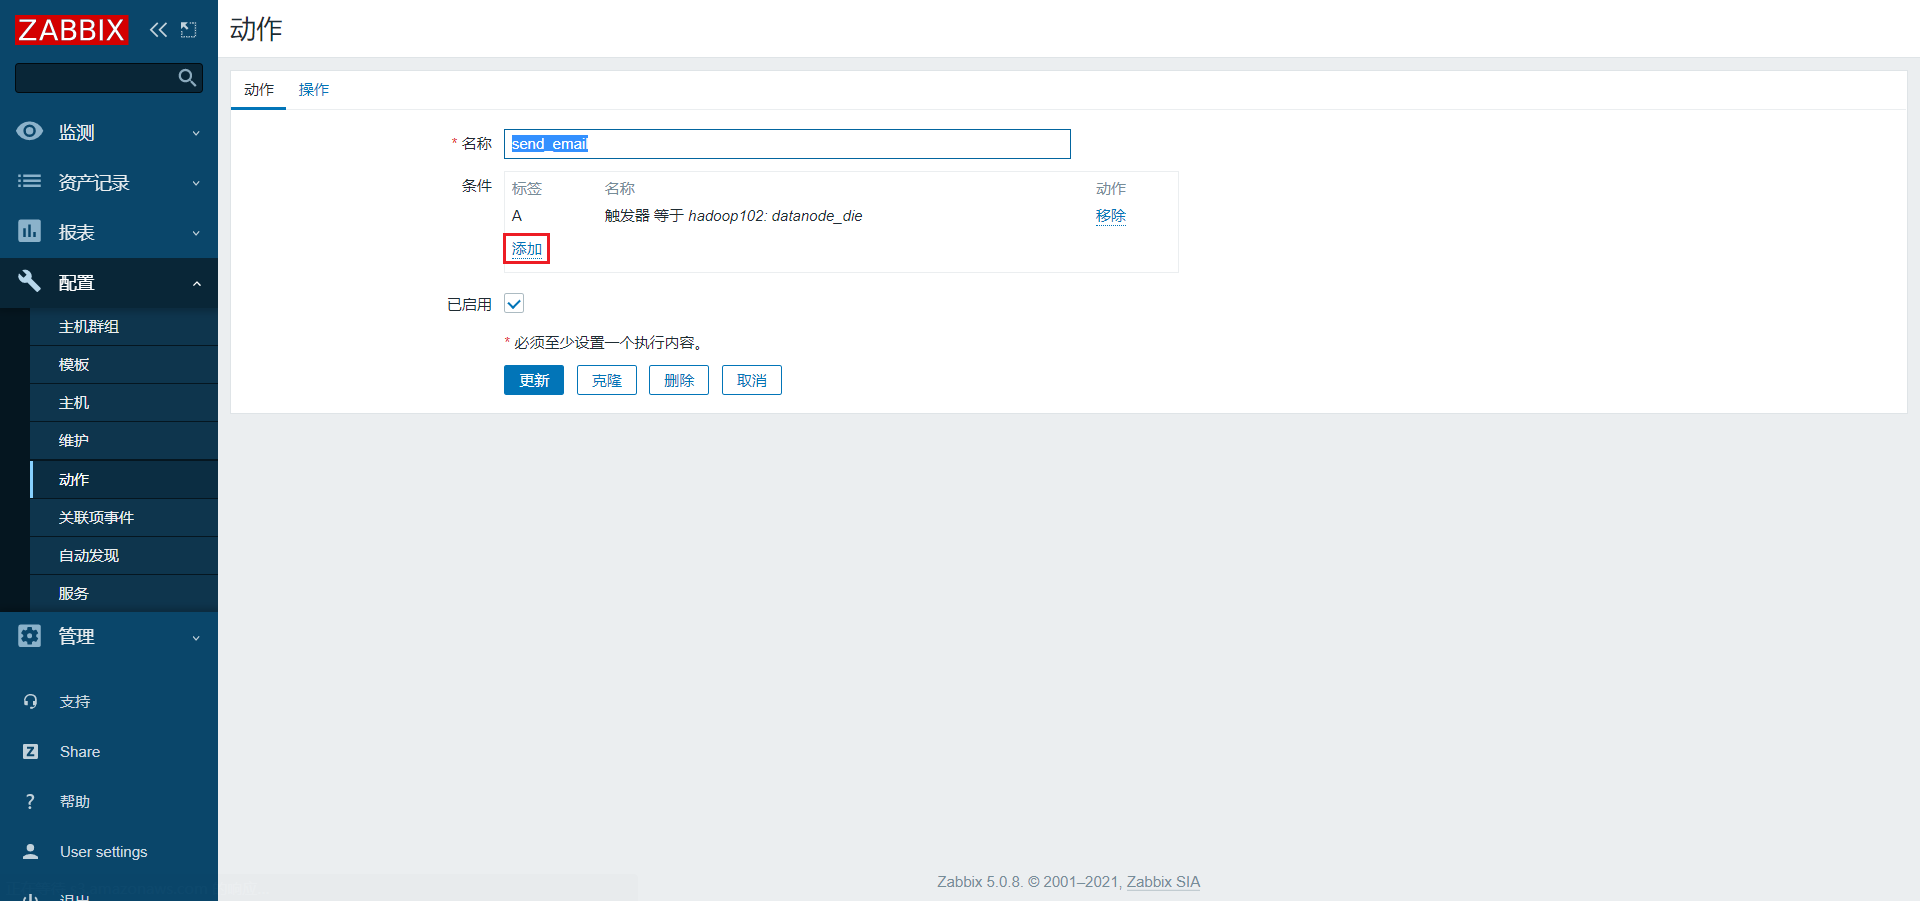 ZABBIX
动作
监测
资产记录
报表
配置
主机群组
模板
主机
维护
动作
关联项事件
自动发现
服务
管理
支持
Share
帮助
User settings
退出
动作 操作
* 名称 send_email
条件 标签 名称 动作
A 触发器 等于 hadoop102: datanode_die 移除
添加
已启用
* 必须至少设置一个执行内容。
更新 克隆 删除 取消
Zabbix 5.0.8. © 2001–2021, Zabbix SIA